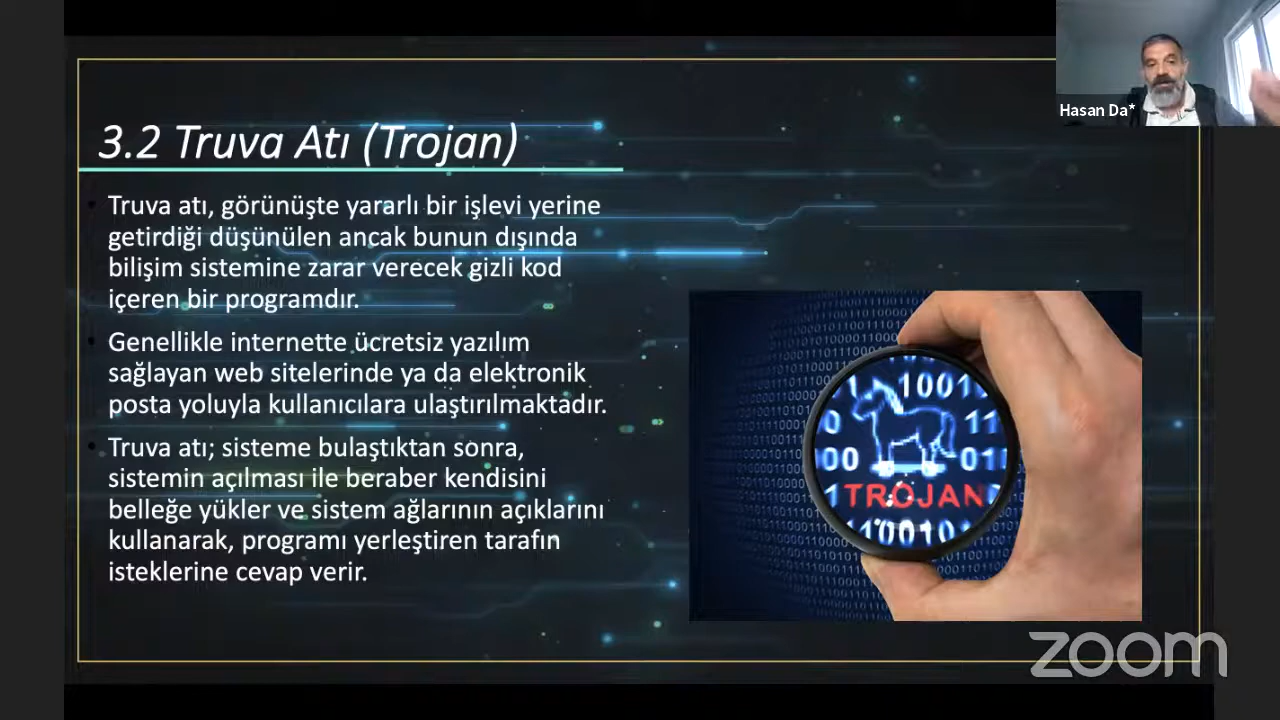 Hasan Da*
3.2 Truva Atı (Trojan)
Truva atı, görünüşte yararlı bir işlevi yerine
getirdiği düşünülen ancak bunun dışında
bilişim sistemine zarar verecek gizli kod
içeren bir programdır.
Genellikle internette ücretsiz yazılım
sağlayan web sitelerinde ya da elektronik
posta yoluyla kullanıcılara ulaştırılmaktadır.
Truva atı; sisteme bulaştıktan sonra,
sistemin açılması ile beraber kendisini
belleğe yükler ve sistem ağlarının açıklarını
kullanarak, programı yerleştiren tarafın
isteklerine cevap verir.
TROJAN
zoom